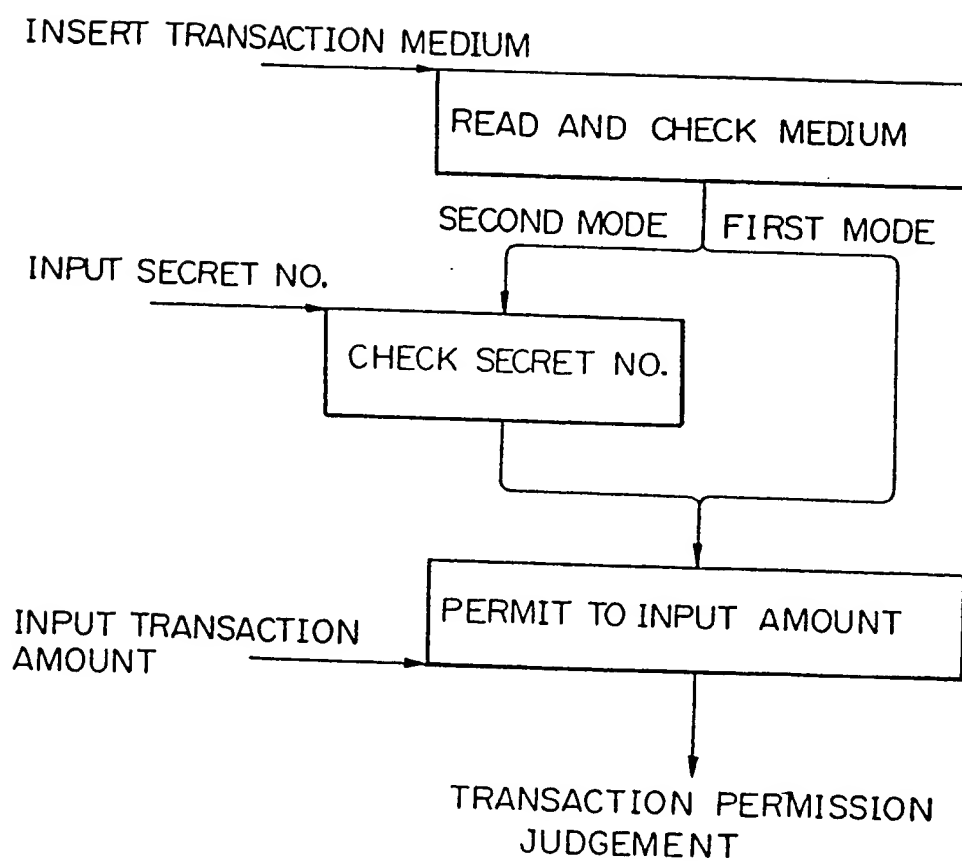 INSERT TRANSACTION MEDIUM
READ AND CHECK MEDIUM
SECOND MODE
FIRST MODE
INPUT SECRET NO.
CHECK SECRET NO.
PERMIT TO INPUT AMOUNT
INPUT TRANSACTION
AMOUNT
TRANSACTION PERMISSION
JUDGEMENT